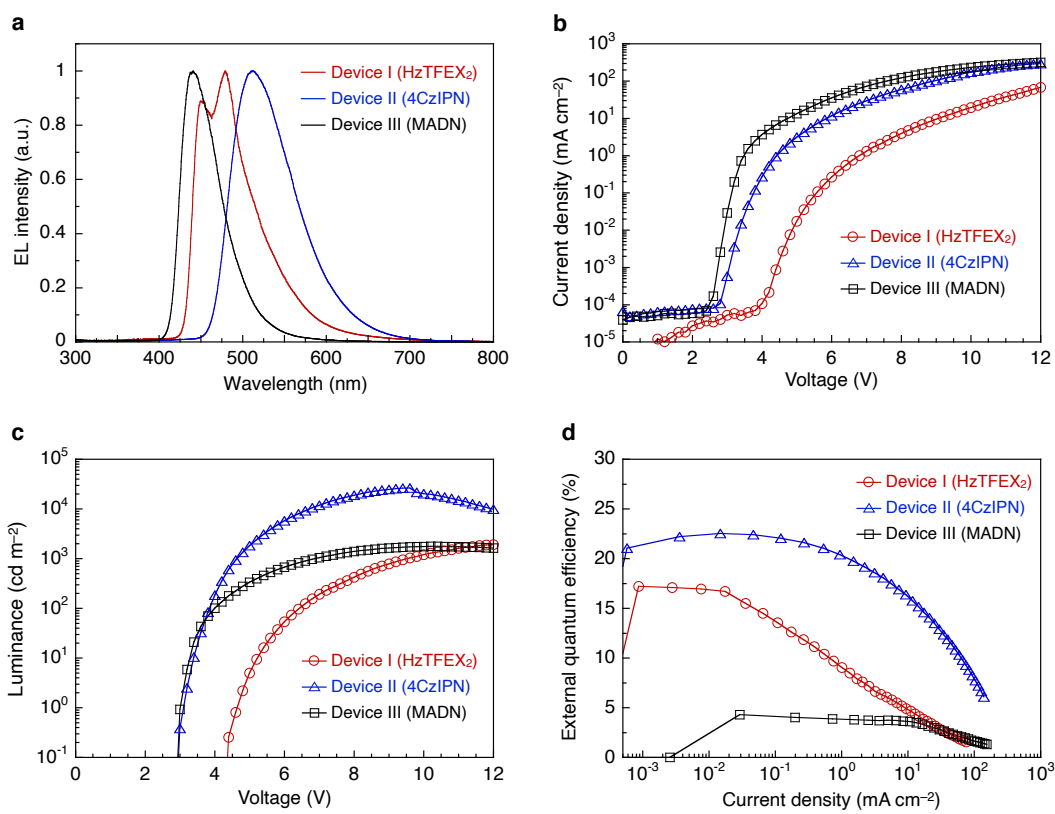 a
EL intensity (a.u.)
1
0.8
0.6
0.4
0.2
0
300 400 500 600 700 800
Wavelength (nm)
Device I (HzTFEX₂)
Device II (4CzIPN)
Device III (MADN)
b
Current density (mA cm⁻²)
10³
10²
10¹
10⁰
10⁻¹
10⁻²
10⁻³
10⁻⁴
10⁻⁵
0 2 4 6 8 10 12
Voltage (V)
Device I (HzTFEX₂)
Device II (4CzIPN)
Device III (MADN)
c
Luminance (cd m⁻²)
10⁵
10⁴
10³
10²
10¹
10⁰
10⁻¹
0 2 4 6 8 10 12
Voltage (V)
Device I (HzTFEX₂)
Device II (4CzIPN)
Device III (MADN)
d
External quantum efficiency (%)
30
25
20
15
10
5
0
10⁻³ 10⁻² 10⁻¹ 10⁰ 10¹ 10² 10³
Current density (mA cm⁻²)
Device I (HzTFEX₂)
Device II (4CzIPN)
Device III (MADN)